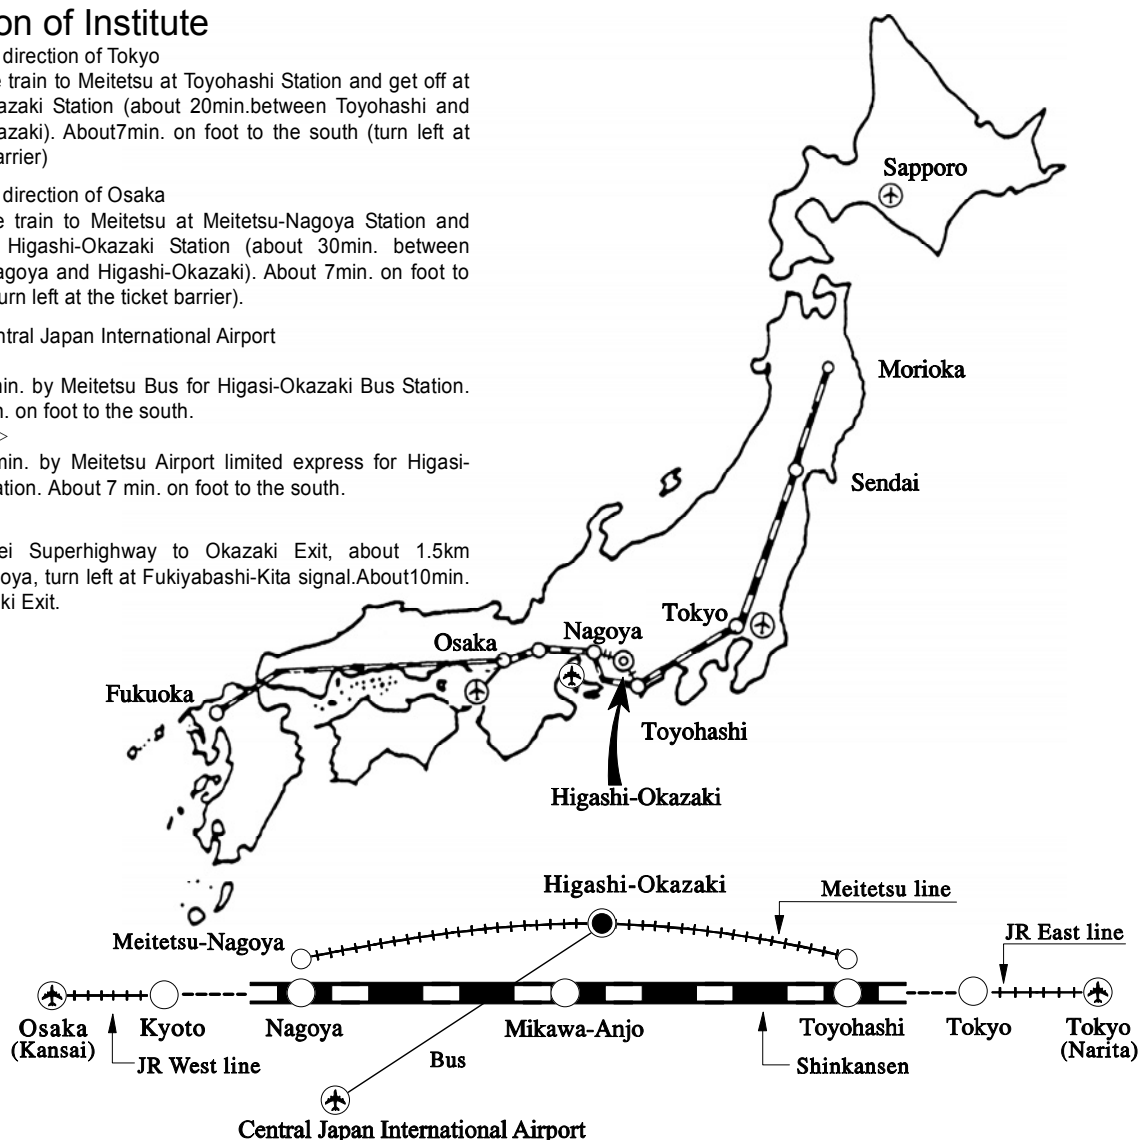 on of Institute
direction of Tokyo
e train to Meitetsu at Toyohashi Station and get off at
azaki Station (about 20min.between Toyohashi and
azaki). About7min. on foot to the south (turn left at
arrier)
direction of Osaka
e train to Meitetsu at Meitetsu-Nagoya Station and
Higashi-Okazaki Station (about 30min. between
agoya and Higashi-Okazaki). About 7min. on foot to
urn left at the ticket barrier).
ntral Japan International Airport
min. by Meitetsu Bus for Higasi-Okazaki Bus Station.
n. on foot to the south.
>
min. by Meitetsu Airport limited express for Higasi-
ation. About 7 min. on foot to the south.
ei Superhighway to Okazaki Exit, about 1.5km
oya, turn left at Fukiyabashi-Kita signal.About10min.
ki Exit.
Sapporo
Morioka
Sendai
Tokyo
Nagoya
Osaka
Fukuoka
Toyohashi
Higashi-Okazaki
Higashi-Okazaki
Meitetsu line
Meitetsu-Nagoya
JR East line
Osaka
(Kansai)
Kyoto
Nagoya
Mikawa-Anjo
Toyohashi
Tokyo
Tokyo
(Narita)
JR West line
Bus
Shinkansen
Central Japan International Airport